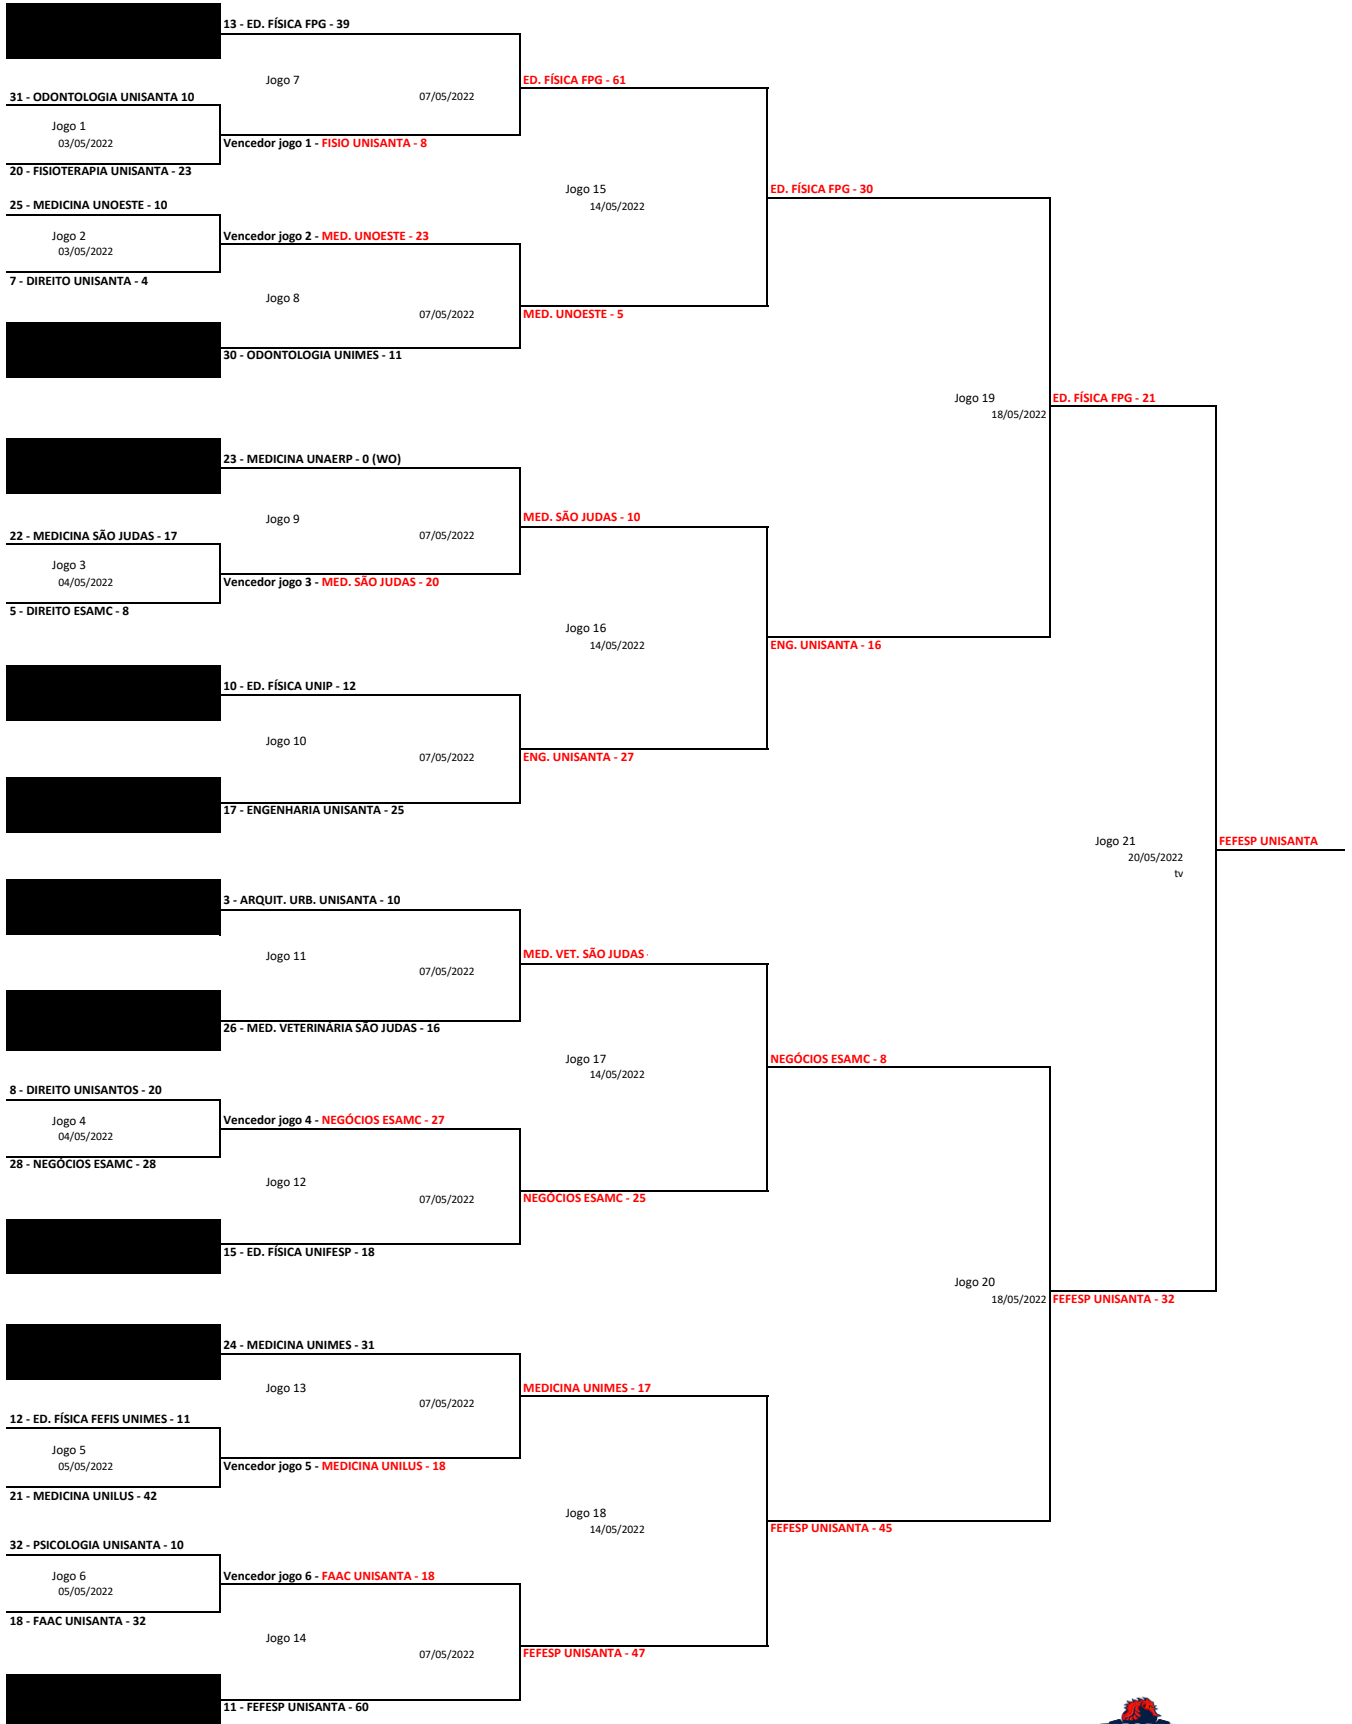 13 - ED. FÍSICA FPG - 39
Jogo 7
07/05/2022
ED. FÍSICA FPG - 61
31 - ODONTOLOGIA UNISANTA 10
Jogo 1
03/05/2022
Vencedor jogo 1 - FISIO UNISANTA - 8
20 - FISIOTERAPIA UNISANTA - 23
Jogo 15
14/05/2022
ED. FÍSICA FPG - 30
25 - MEDICINA UNOESTE - 10
Jogo 2
03/05/2022
Vencedor jogo 2 - MED. UNOESTE - 23
7 - DIREITO UNISANTA - 4
Jogo 8
07/05/2022
MED. UNOESTE - 5
30 - ODONTOLOGIA UNIMES - 11
Jogo 19
18/05/2022
ED. FÍSICA FPG - 21
23 - MEDICINA UNAERP - 0 (WO)
Jogo 9
07/05/2022
MED. SÃO JUDAS - 10
22 - MEDICINA SÃO JUDAS - 17
Jogo 3
04/05/2022
Vencedor jogo 3 - MED. SÃO JUDAS - 20
5 - DIREITO ESAMC - 8
Jogo 16
14/05/2022
ENG. UNISANTA - 16
10 - ED. FÍSICA UNIP - 12
Jogo 10
07/05/2022
ENG. UNISANTA - 27
17 - ENGENHARIA UNISANTA - 25
Jogo 21
20/05/2022
tv
FEFESP UNISANTA
3 - ARQUIT. URB. UNISANTA - 10
Jogo 11
07/05/2022
MED. VET. SÃO JUDAS -
26 - MED. VETERINÁRIA SÃO JUDAS - 16
Jogo 17
14/05/2022
NEGÓCIOS ESAMC - 8
8 - DIREITO UNISANTOS - 20
Jogo 4
04/05/2022
Vencedor jogo 4 - NEGÓCIOS ESAMC - 27
28 - NEGÓCIOS ESAMC - 28
Jogo 12
07/05/2022
NEGÓCIOS ESAMC - 25
15 - ED. FÍSICA UNIFESP - 18
Jogo 20
18/05/2022
FEFESP UNISANTA - 32
24 - MEDICINA UNIMES - 31
Jogo 13
07/05/2022
MEDICINA UNIMES - 17
12 - ED. FÍSICA FEFIS UNIMES - 11
Jogo 5
05/05/2022
Vencedor jogo 5 - MEDICINA UNILUS - 18
21 - MEDICINA UNILUS - 42
Jogo 18
14/05/2022
FEFESP UNISANTA - 45
32 - PSICOLOGIA UNISANTA - 10
Jogo 6
05/05/2022
Vencedor jogo 6 - FAAC UNISANTA - 18
18 - FAAC UNISANTA - 32
Jogo 14
07/05/2022
FEFESP UNISANTA - 47
11 - FEFESP UNISANTA - 60